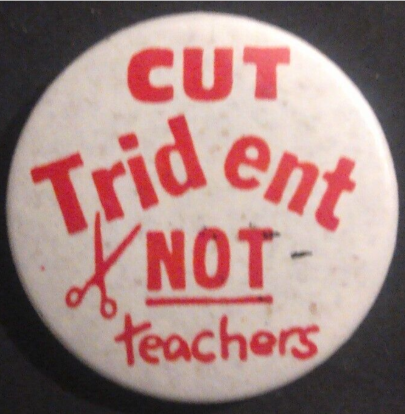 CUT
Trid ent
NOT
teachers